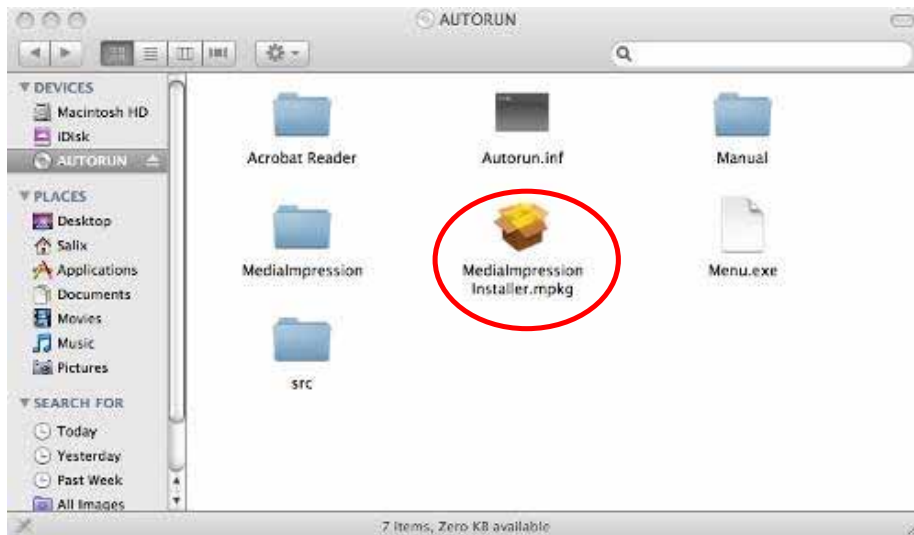 AUTORUN
DEVICES
Macintosh HD
iDisk
AUTORUN
PLACES
Desktop
Salix
Applications
Documents
Movies
Music
Pictures
SEARCH FOR
Today
Yesterday
Past Week
All Images
Acrobat Reader
Autorun.inf
Manual
MediaImpression
MediaImpression
Installer.mpkg
Menu.exe
src
7 items, Zero KB available